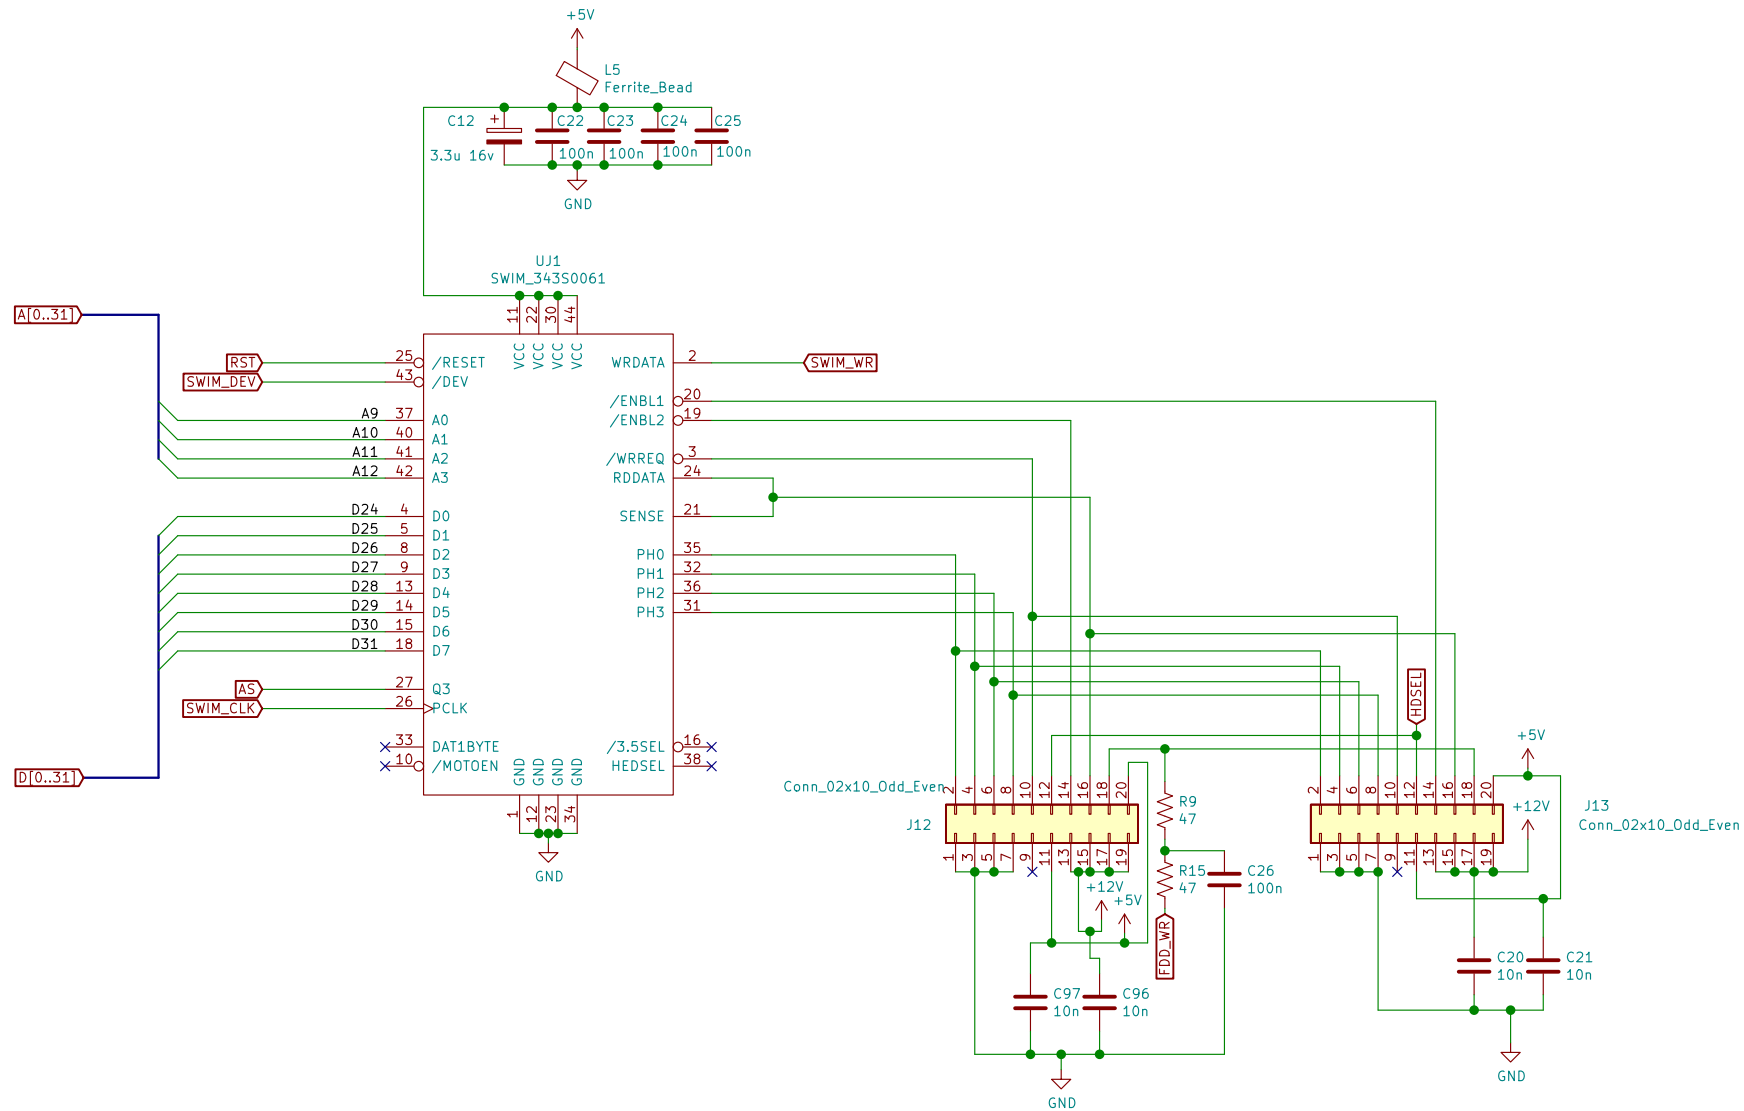 +5V
L5
Ferrite_Bead
C12
+
3.3u 16v
C22
100n
C23
100n
C24
100n
C25
100n
GND
UJ1
SWIM_343S0061
11 22 30 44
VCC VCC VCC VCC
A[0..31]
RST 25 /RESET
SWIM_DEV 43 /DEV
A9 37 A0
A10 40 A1
A11 41 A2
A12 42 A3
D24 4 D0
D25 5 D1
D26 8 D2
D27 9 D3
D28 13 D4
D29 14 D5
D30 15 D6
D31 18 D7
AS 27 Q3
SWIM_CLK 26 PCLK
33 DAT1BYTE
10 /MOTOEN
D[0..31]
WRDATA 2 SWIM_WR
/ENBL1 20
/ENBL2 19
/WRREQ 3
RDDATA 24
SENSE 21
PH0 35
PH1 32
PH2 36
PH3 31
/3.5SEL 16
HEDSEL 38
GND GND GND GND
1 12 23 34
GND
Conn_02x10_Odd_Even
J12
2 4 6 8 10 12 14 16 18 20
1 3 5 7 9 11 13 15 17 19
+12V
+5V
R9
47
R15
47
C26
100n
FDD_WR
C97
10n
C96
10n
GND
HDSEL
+5V
+12V
J13
Conn_02x10_Odd_Even
2 4 6 8 10 12 14 16 18 20
1 3 5 7 9 11 13 15 17 19
C20
10n
C21
10n
GND